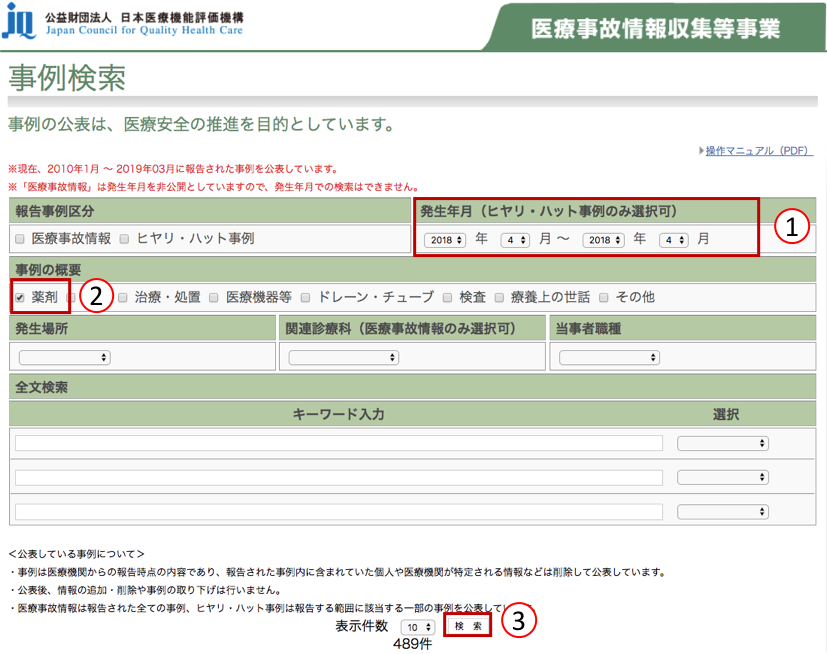 公益財団法人 日本医療機能評価機構
Japan Council for Quality Health Care
医療事故情報収集等事業
事例検索
事例の公表は、医療安全の推進を目的としています。
操作マニュアル（PDF）
※現在、2010年1月 〜 2019年03月に報告された事例を公表しています。
※「医療事故情報」は発生年月を非公開としていますので、発生年月での検索はできません。
報告事例区分 発生年月（ヒヤリ・ハット事例のみ選択可）
医療事故情報 ヒヤリ・ハット事例 2018 年 4 月 〜 2018 年 4 月 1
事例の概要
薬剤 2 治療・処置 医療機器等 ドレーン・チューブ 検査 療養上の世話 その他
発生場所 関連診療科（医療事故情報のみ選択可） 当事者職種
全文検索
キーワード入力 選択
＜公表している事例について＞
・事例は医療機関からの報告時点の内容であり、報告された事例内に含まれていた個人や医療機関が特定される情報などは削除して公表しています。
・公表後、情報の追加・削除や事例の取り下げは行いません。
・医療事故情報は報告された全ての事例、ヒヤリ・ハット事例は報告する範囲に該当する一部の事例を公表して
表示件数 10 検 索 3
489件